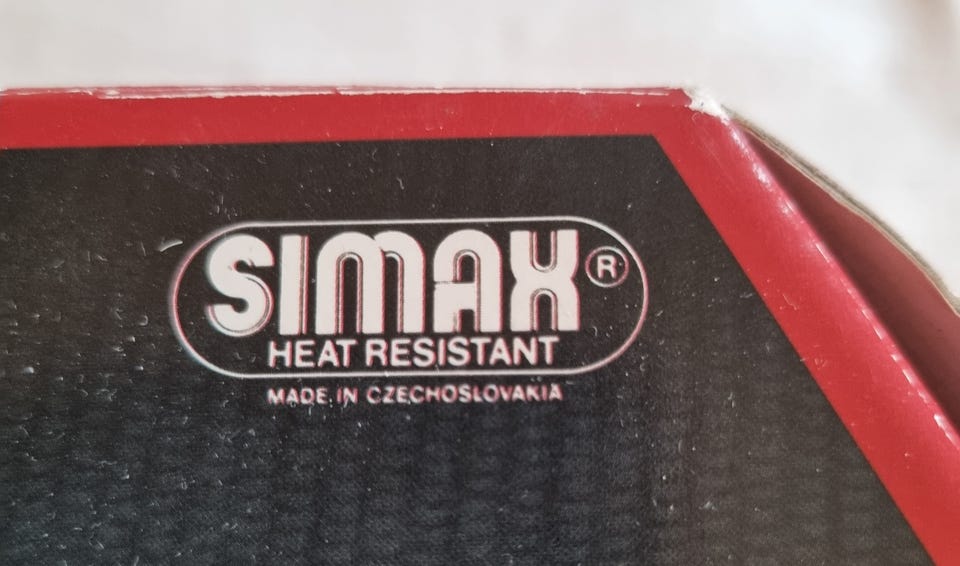 SIMAX ®
HEAT RESISTANT
MADE IN CZECHOSLOVAKIA